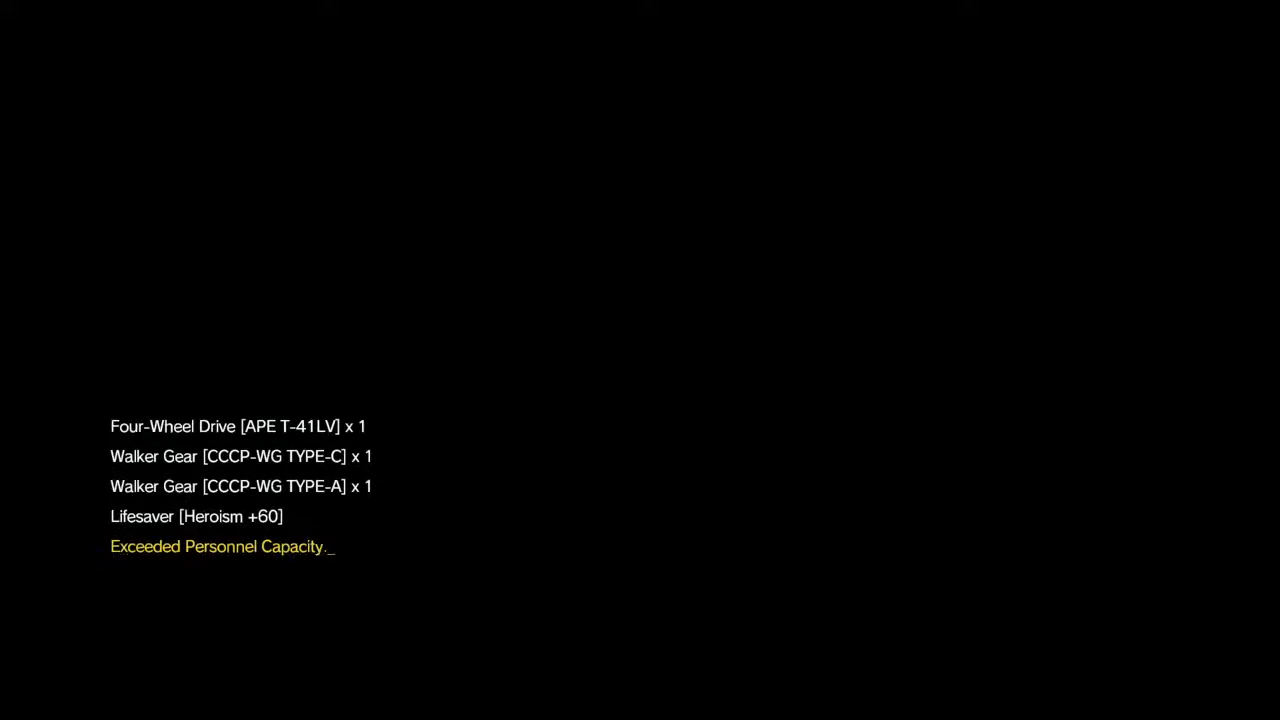 Four-Wheel Drive [APE T-41LV] x 1
Walker Gear [CCCP-WG TYPE-C] x 1
Walker Gear [CCCP-WG TYPE-A] x 1
Lifesaver [Heroism +60]
Exceeded Personnel Capacity._